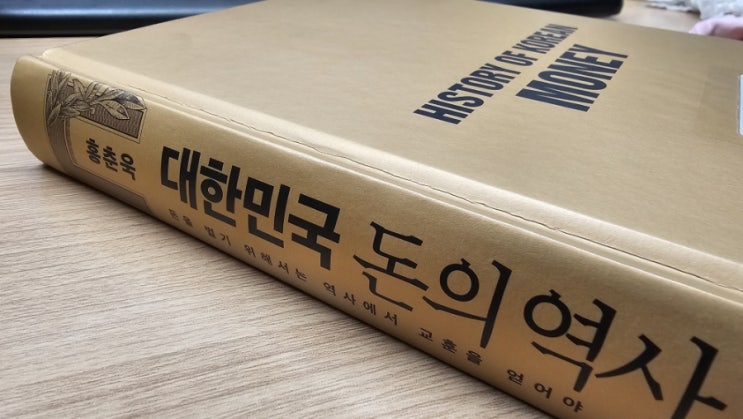 HISTORY OF KOREAN
MONEY
홍춘욱
대한민국 돈의 역사
돈을 벌기 위해서는 역사에서 교훈을 얻어야